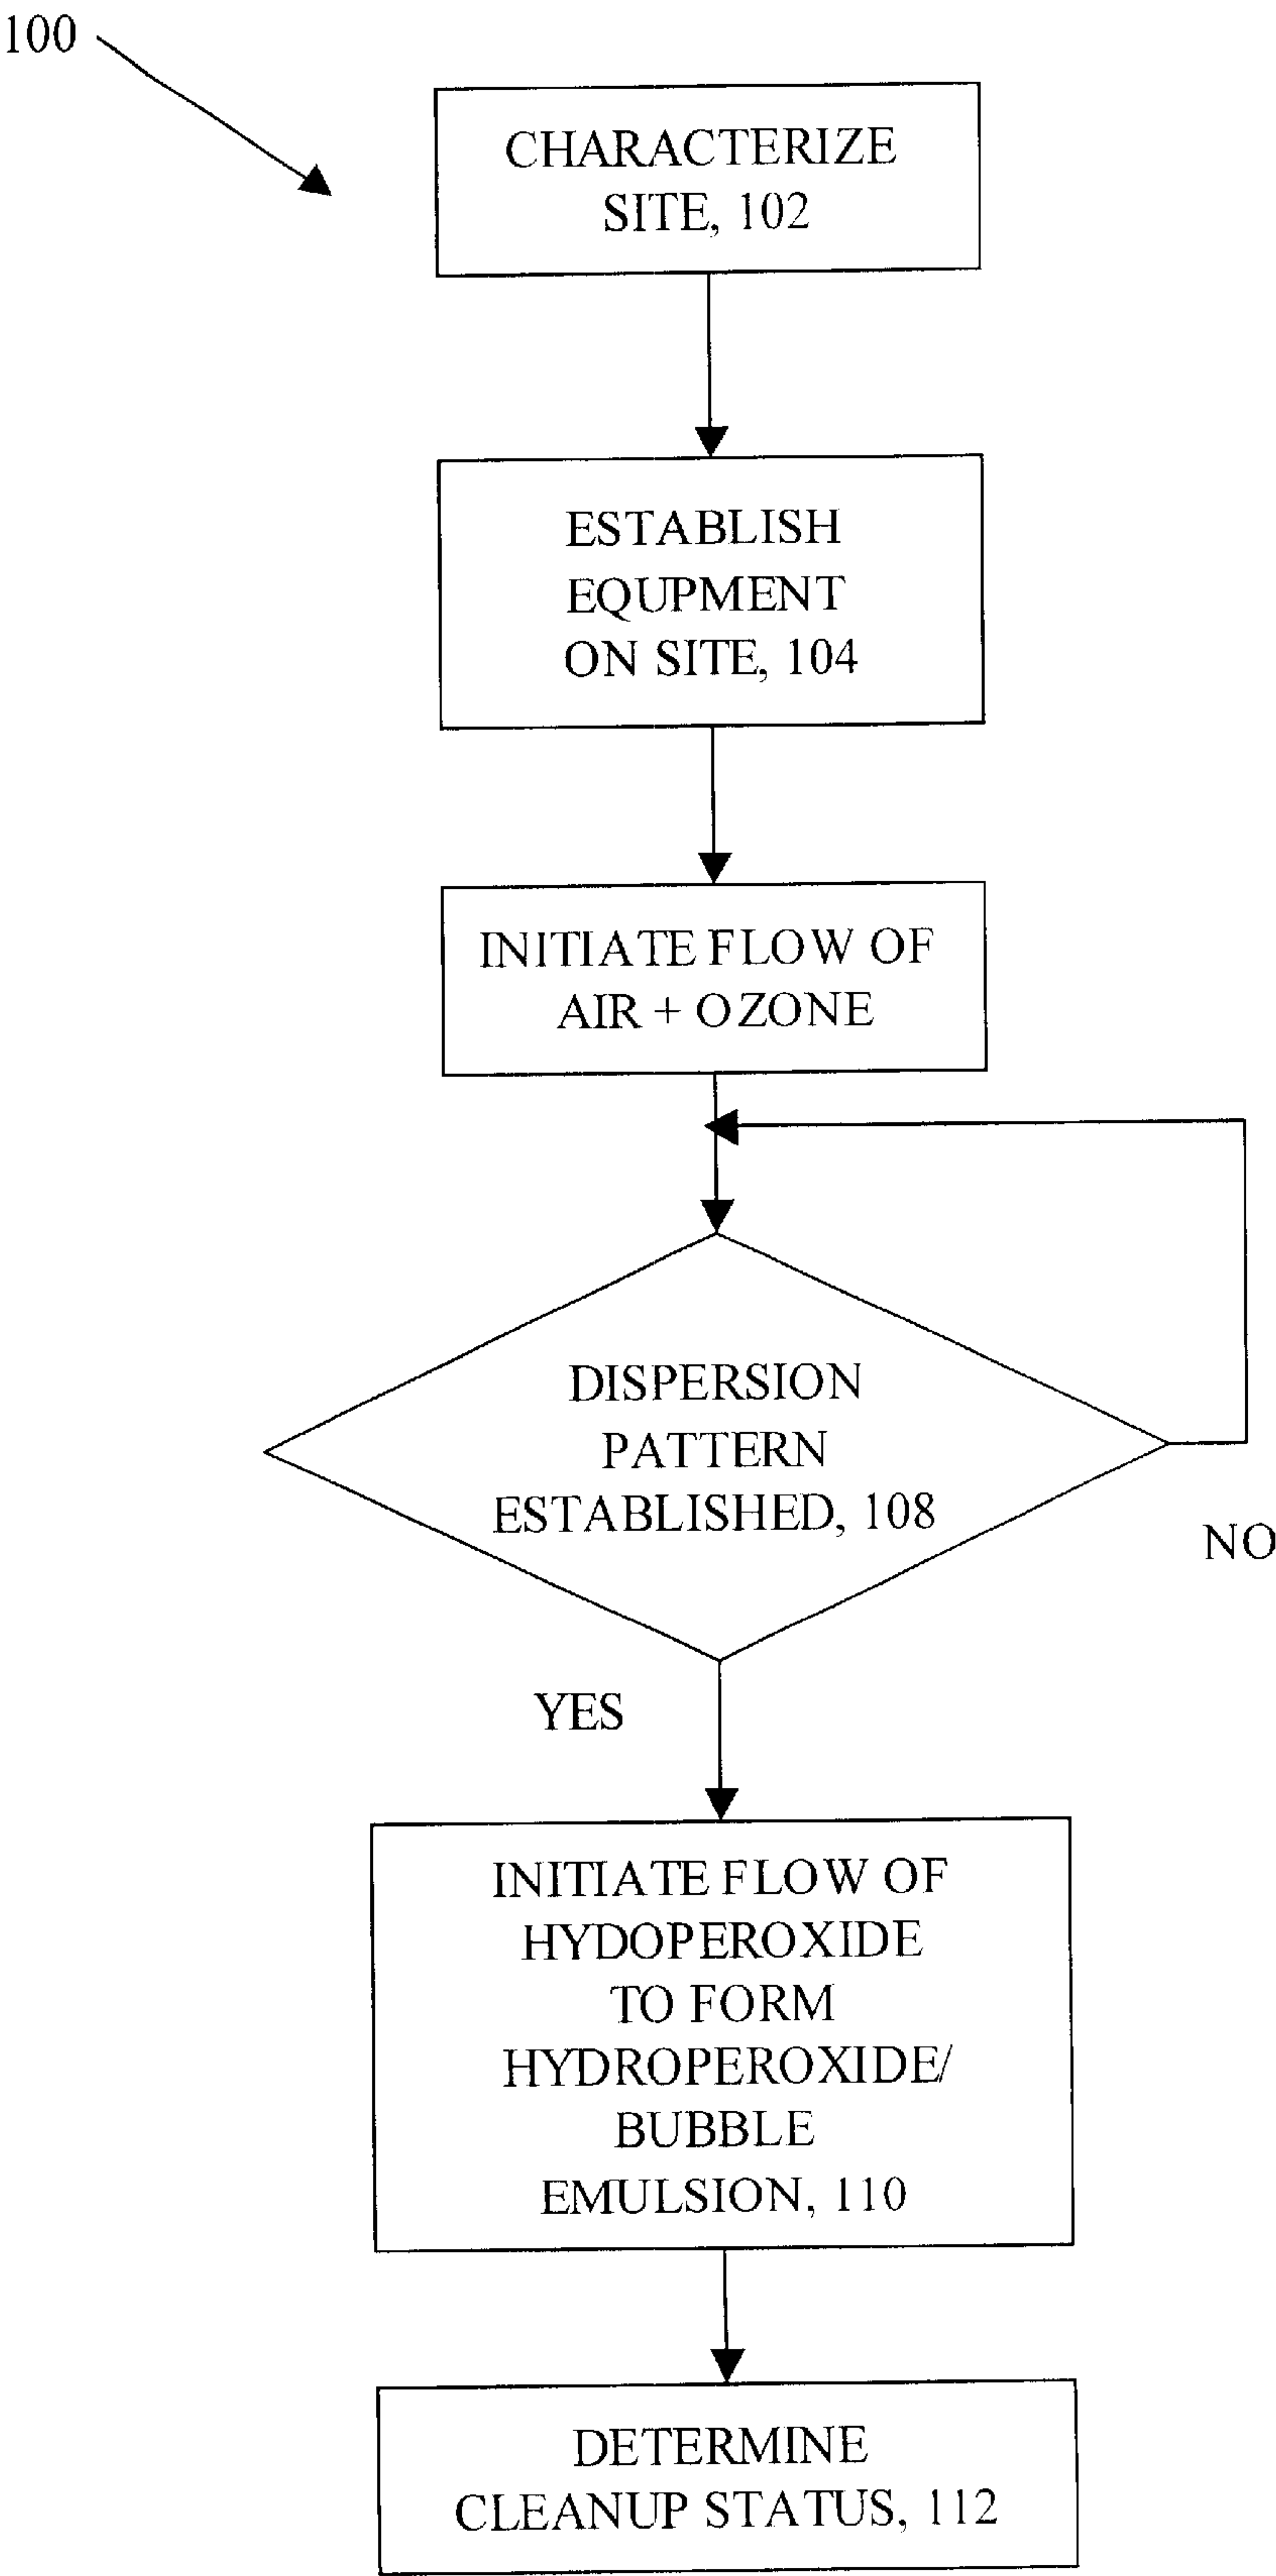 100
CHARACTERIZE
SITE, 102
ESTABLISH
EQUPMENT
ON SITE, 104
INITIATE FLOW OF
AIR + OZONE
DISPERSION
PATTERN
ESTABLISHED, 108
NO
YES
INITIATE FLOW OF
HYDOPEROXIDE
TO FORM
HYDROPEROXIDE/
BUBBLE
EMULSION, 110
DETERMINE
CLEANUP STATUS, 112